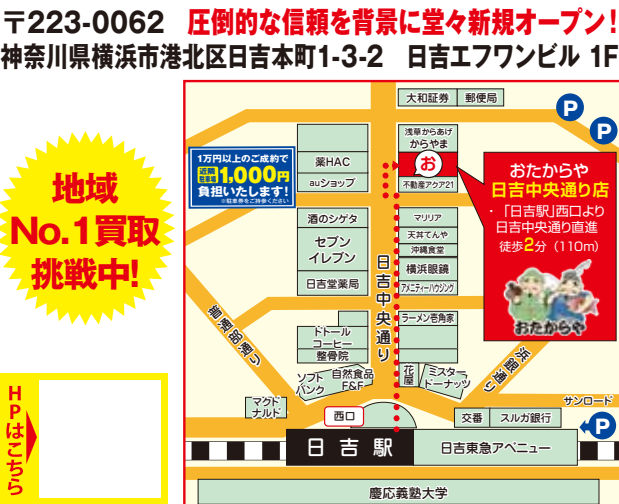 〒223-0062 圧倒的な信頼を背景に堂々新規オープン!
神奈川県横浜市港北区日吉本町1-3-2 日吉エフワンビル 1F
地域
No.1買取
挑戦中!
HPはこちら
大和証券
郵便局
P
P
浅草からあげ
からやま
お
不動産アクア21
薬HAC
auショップ
1万円以上のご成約で
近隣
駐車場
1,000円
負担いたします!
※駐車券をご持参ください
おたからや
日吉中央通り店
・「日吉駅」西口より
日吉中央通り直進
徒歩2分(110m)
おたからや
酒のシゲタ
セブン
イレブン
日吉堂薬局
マリリア
天丼てんや
沖縄食堂
横浜眼鏡
アメニティーハウジング
日吉中央通り
ラーメン壱角家
普通部通り
浜銀通り
ドトール
コーヒー
整骨院
ソフト
バンク
自然食品
F&F
花屋
ミスター
ドーナッツ
マクド
ナルド
西口
交番
スルガ銀行
サンロード
P
日吉駅
日吉東急アベニュー
慶応義塾大学